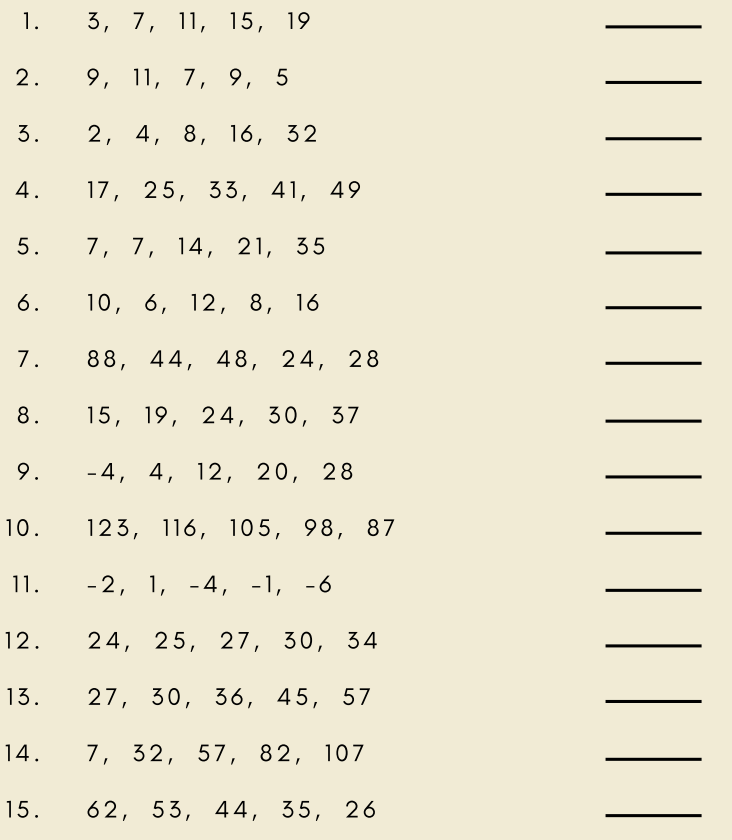 1. 3, 7, 11, 15, 19
2. 9, 11, 7, 9, 5
3. 2, 4, 8, 16, 32
4. 17, 25, 33, 41, 49
5. 7, 7, 14, 21, 35
6. 10, 6, 12, 8, 16
7. 88, 44, 48, 24, 28
8. 15, 19, 24, 30, 37
9. -4, 4, 12, 20, 28
10. 123, 116, 105, 98, 87
11. -2, 1, -4, -1, -6
12. 24, 25, 27, 30, 34
13. 27, 30, 36, 45, 57
14. 7, 32, 57, 82, 107
15. 62, 53, 44, 35, 26